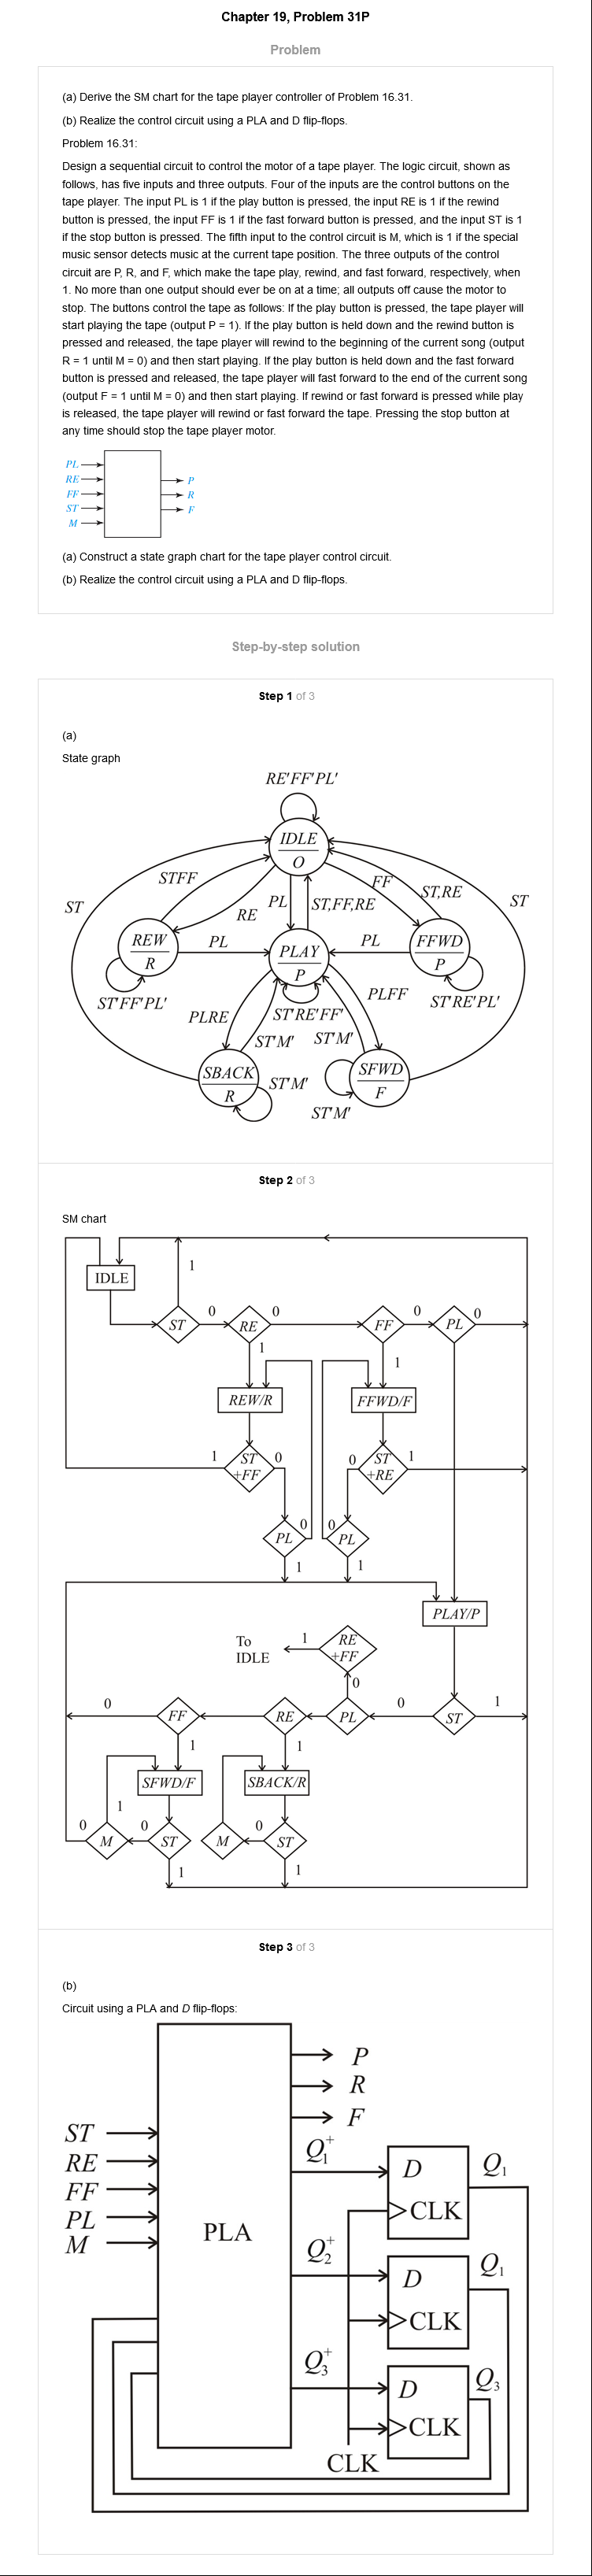 Chapter 19, Problem 31P
Problem
(a) Derive the SM chart for the tape player controller of Problem 16.31.
(b) Realize the control circuit using a PLA and D flip-flops.
Problem 16.31:
Design a sequential circuit to control the motor of a tape player. The logic circuit, shown as
follows, has five inputs and three outputs. Four of the inputs are the control buttons on the
tape player. The input PL is 1 if the play button is pressed, the input RE is 1 if the rewind
button is pressed, the input FF is 1 if the fast forward button is pressed, and the input ST is 1
if the stop button is pressed. The fifth input to the control circuit is M, which is 1 if the special
music sensor detects music at the current tape position. The three outputs of the control
circuit are P, R, and F, which make the tape play, rewind, and fast forward, respectively, when
1. No more than one output should ever be on at a time; all outputs off cause the motor to
stop. The buttons control the tape as follows: If the play button is pressed, the tape player will
start playing the tape (output P = 1). If the play button is held down and the rewind button is
pressed and released, the tape player will rewind to the beginning of the current song (output
R = 1 until M = 0) and then start playing. If the play button is held down and the fast forward
button is pressed and released, the tape player will fast forward to the end of the current song
(output F = 1 until M = 0) and then start playing. If rewind or fast forward is pressed while play
is released, the tape player will rewind or fast forward the tape. Pressing the stop button at
any time should stop the tape player motor.
PL
RE
FF
ST
M
P
R
F
(a) Construct a state graph chart for the tape player control circuit.
(b) Realize the control circuit using a PLA and D flip-flops.
Step-by-step solution
Step 1 of 3
(a)
State graph
RE'FF'PL'
IDLE
O
STFF
FF
ST
RE
PL
ST,FF,RE
ST,RE
ST
REW
R
PL
PLAY
P
PL
FFWD
P
ST'FF'PL'
PLRE
ST'RE'FF'
PLFF
ST'RE'PL'
ST'M'
ST'M'
SBACK
R
ST'M'
SFWD
F
ST'M'
Step 2 of 3
SM chart
IDLE
1
ST
0
RE
0
FF
0
PL
0
1
1
REW/R
FFWD/F
1
ST
+FF
0
0
ST
+RE
1
PL
0
0
PL
1
1
PLAY/P
To
IDLE
1
RE
+FF
0
0
FF
RE
PL
0
ST
1
1
1
SFWD/F
SBACK/R
1
0
M
0
ST
M
0
ST
1
1
Step 3 of 3
(b)
Circuit using a PLA and D flip-flops:
P
R
F
ST
RE
FF
PL
M
PLA
Q1+
D
CLK
Q1
Q2+
D
CLK
Q1
Q3+
D
CLK
Q3
CLK